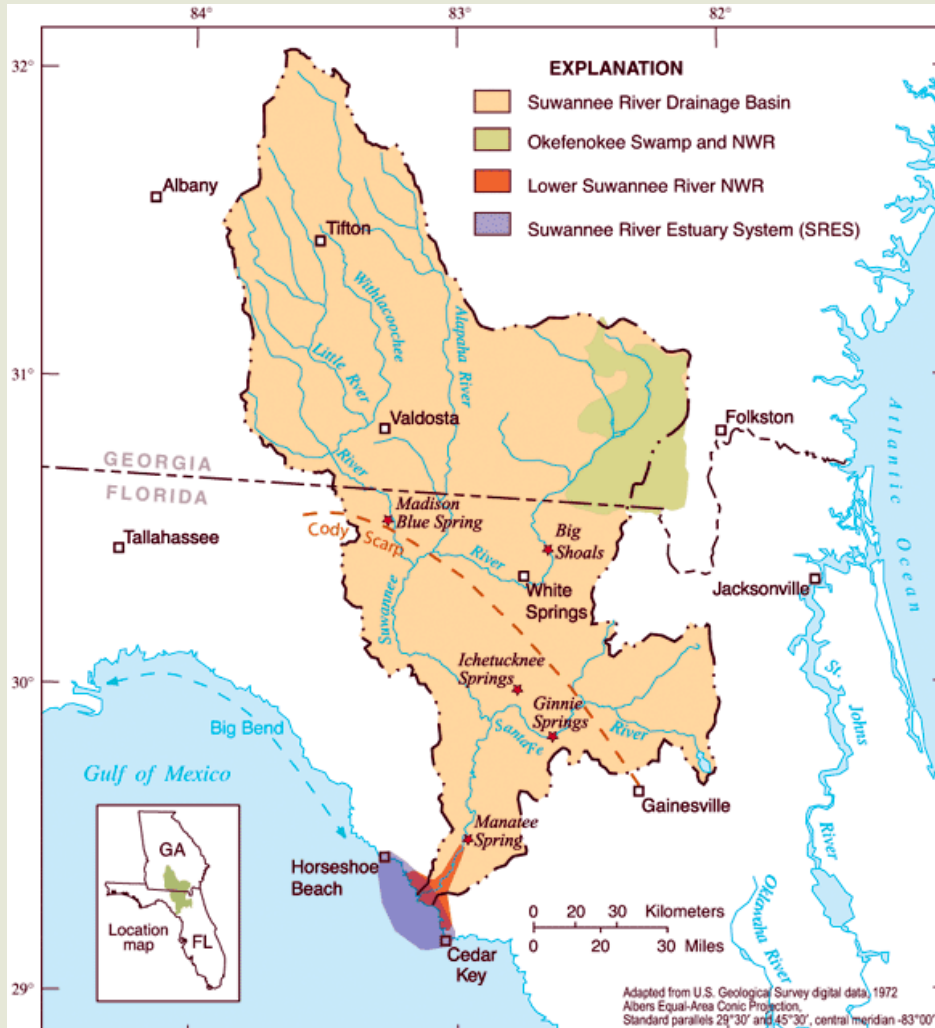 84°
83°
82°
32°
31°
30°
29°
EXPLANATION
Suwannee River Drainage Basin
Okefenokee Swamp and NWR
Lower Suwannee River NWR
Suwannee River Estuary System (SRES)
Albany
Tifton
Withlacoochee
Alapaha River
Little River
Valdosta
River
Folkston
Atlantic
Ocean
GEORGIA
FLORIDA
Madison
Blue Spring
Cody Scarp
Big
Shoals
Tallahassee
River
White
Springs
Jacksonville
Suwannee
Ichetucknee
Springs
Ginnie
Springs
Santa Fe
River
St. Johns
River
Big Bend
Gulf of Mexico
Gainesville
Manatee
Spring
Horseshoe
Beach
GA
FL
Location
map
Cedar
Key
0 20 30 Kilometers
0 20 30 Miles
Oklawaha River
Adapted from U.S. Geological Survey digital data, 1972
Albers Equal-Area Conic Projection,
Standard parallels 29°30' and 45°30', central meridian -83°00'